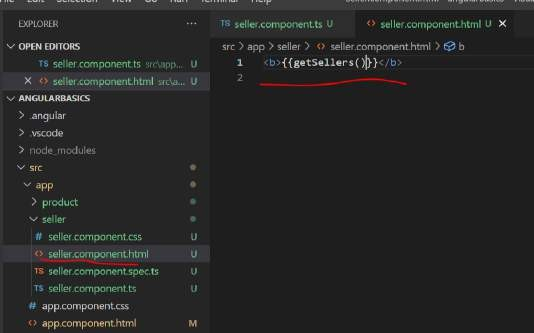 EXPLORER
...
OPEN EDITORS
TS seller.component.ts src\app... U
<> seller.component.html src\a... U
ANGULARBASICS
.angular
.vscode
node_modules
src
app
product
seller
# seller.component.css U
<> seller.component.html U
TS seller.component.spec.ts U
TS seller.component.ts U
# app.component.css
<> app.component.html M
TS seller.component.ts U
<> seller.component.html U
src > app > seller > <> seller.component.html > b
1 <b>{{getSellers()}}</b>
2